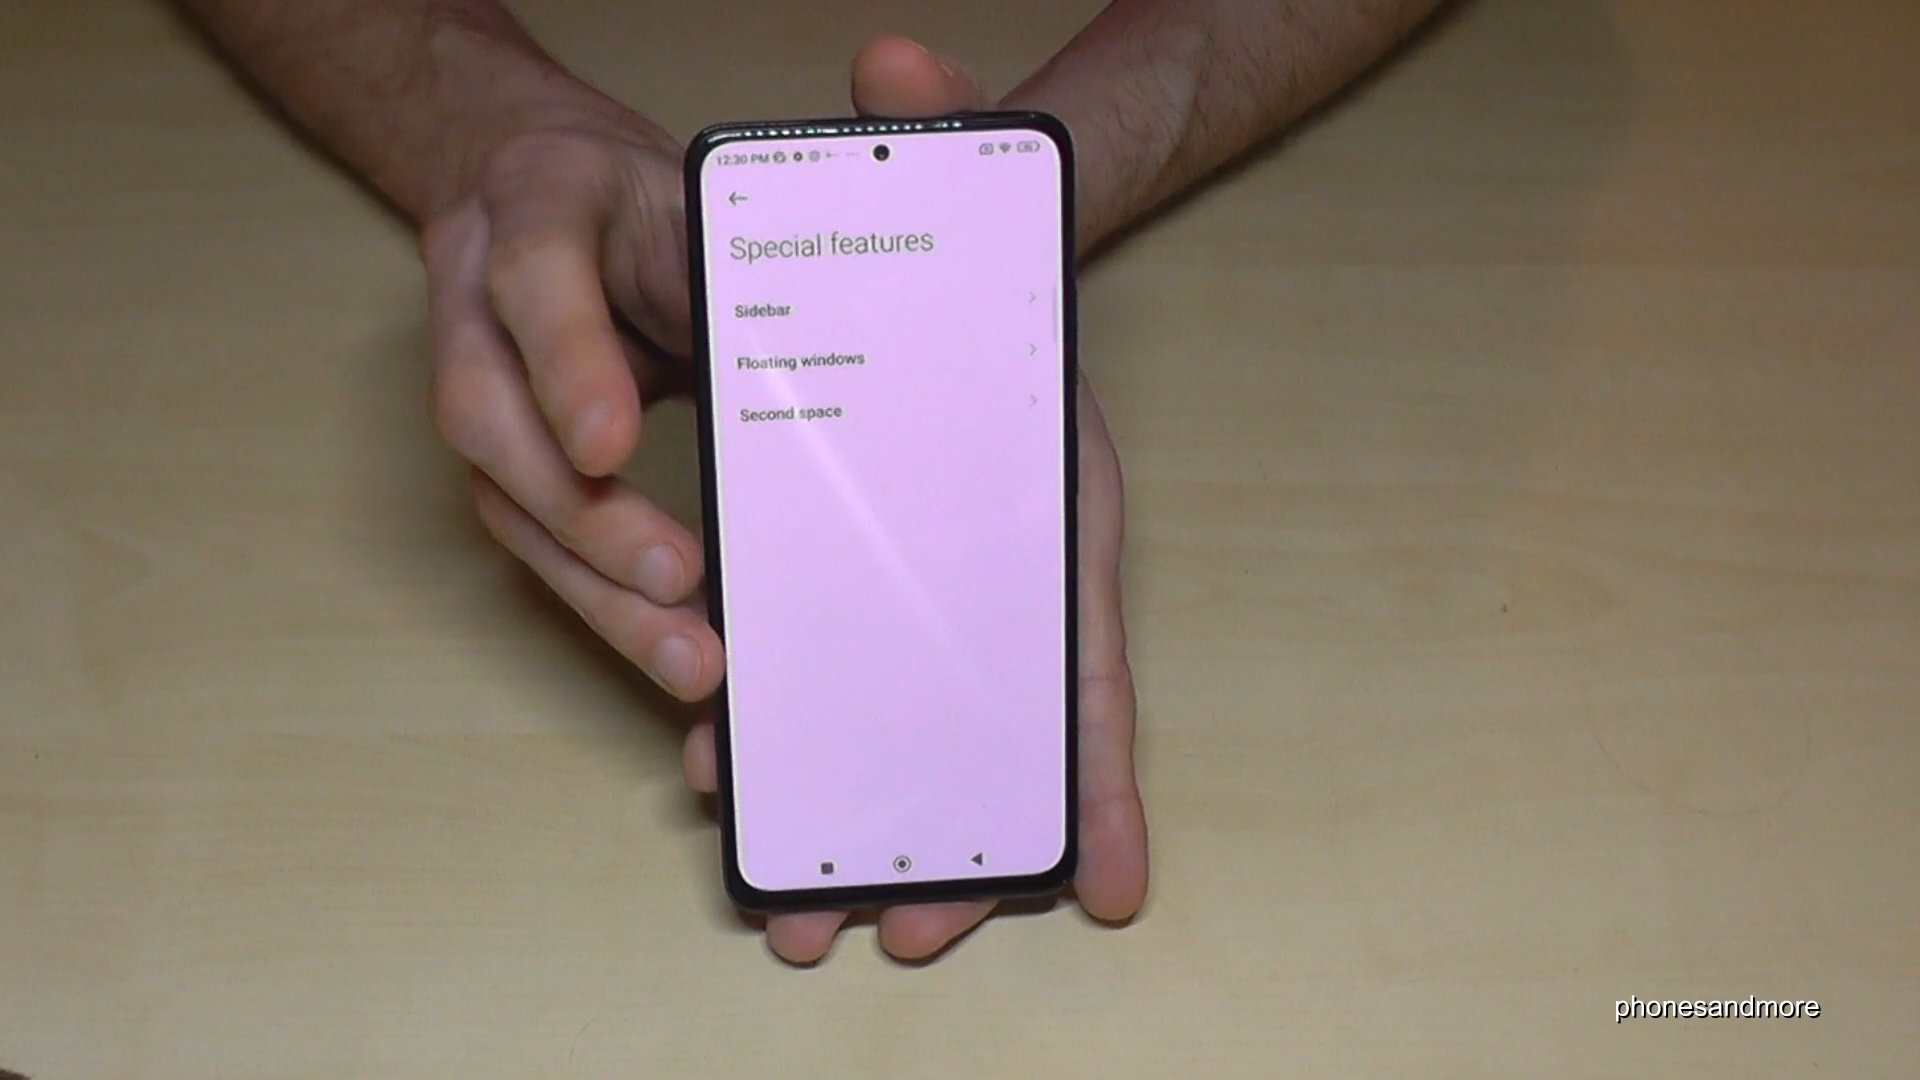 12:30 PM
Special features
Sidebar
Floating windows
Second space
phonesandmore